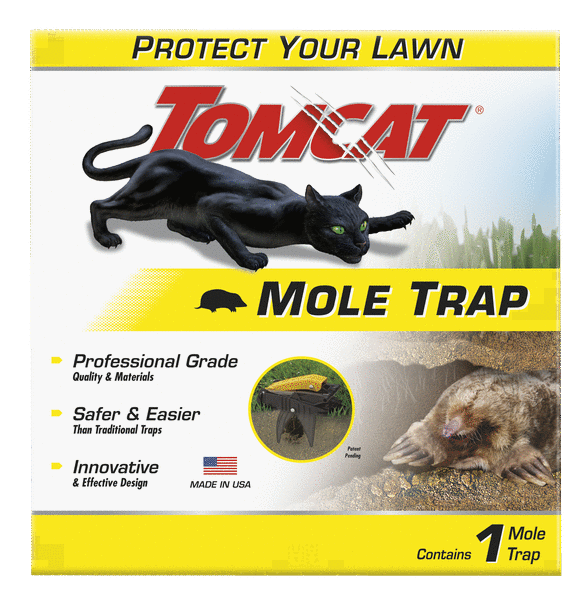 PROTECT YOUR LAWN
TOMCAT®
MOLE TRAP
Professional Grade
Quality & Materials
Safer & Easier
Than Traditional Traps
Innovative
& Effective Design
MADE IN USA
Patent
Pending
Contains 1 Mole
Trap